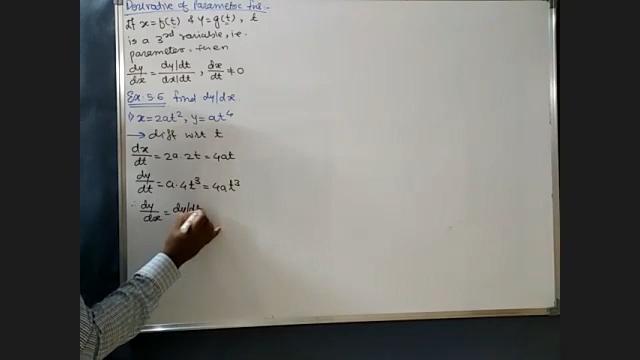 Derivative of Parametric Fns:-
If x = f(t) & y = g(t), t
is a 3rd variable, i.e.
parameter. then
dy/dx = dy/dt / dx/dt , dx/dt ≠ 0
Ex. 5.6 find dy/dx.
1) x = 2at², y = at⁴
→ diff wrt t
dx/dt = 2a·2t = 4at
dy/dt = a·4t³ = 4at³
∴ dy/dx = dy/dt